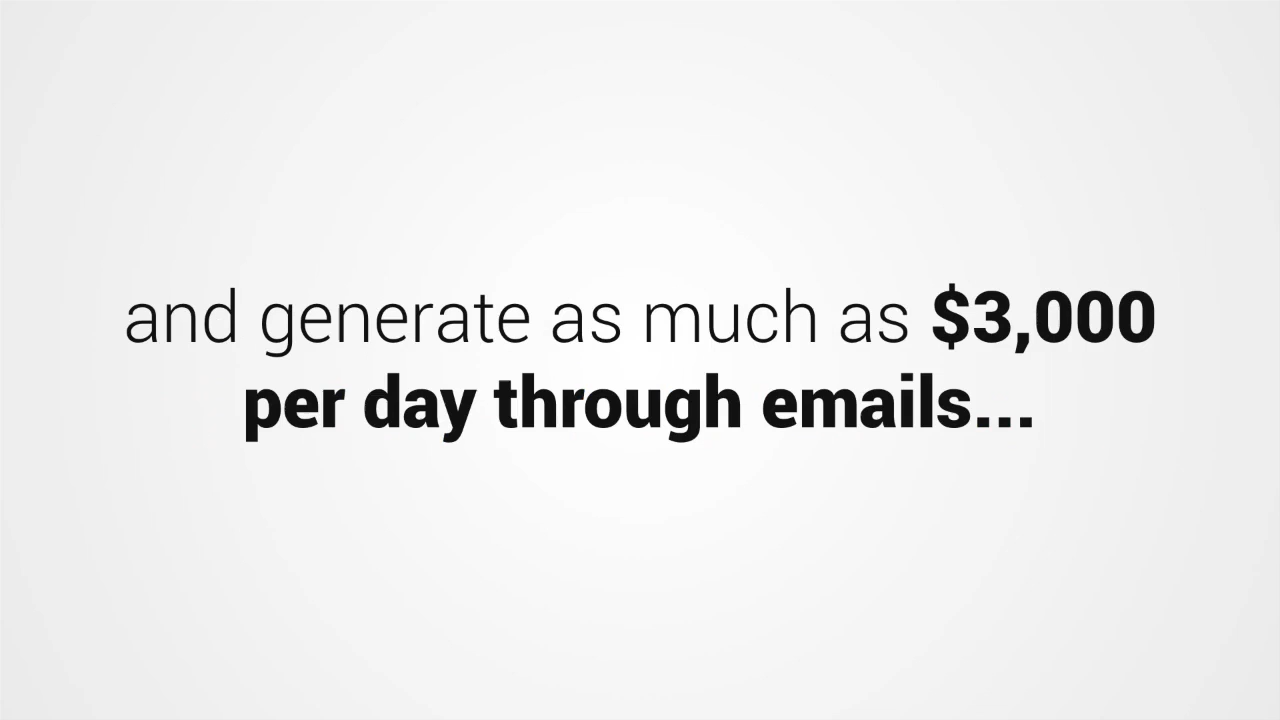 and generate as much as $3,000
per day through emails...